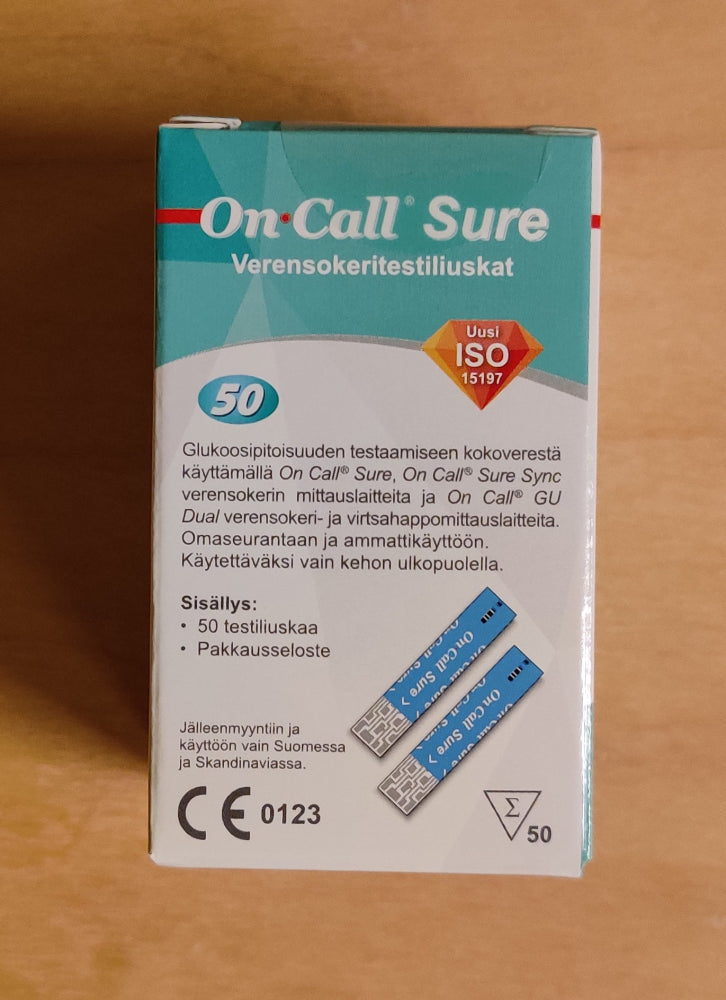 On•Call® Sure
Verensokeritestiliuskat
Uusi
ISO
15197
50
Glukoosipitoisuuden testaamiseen kokoverestä
käyttämällä On Call® Sure, On Call® Sure Sync
verensokerin mittauslaitteita ja On Call® GU
Dual verensokeri- ja virtsahappomittauslaitteita.
Omaseurantaan ja ammattikäyttöön.
Käytettäväksi vain kehon ulkopuolella.
Sisällys:
• 50 testiliuskaa
• Pakkausseloste
On Call Sure
On Call Sure
Jälleenmyyntiin ja
käyttöön vain Suomessa
ja Skandinaviassa.
CE 0123
Σ
50